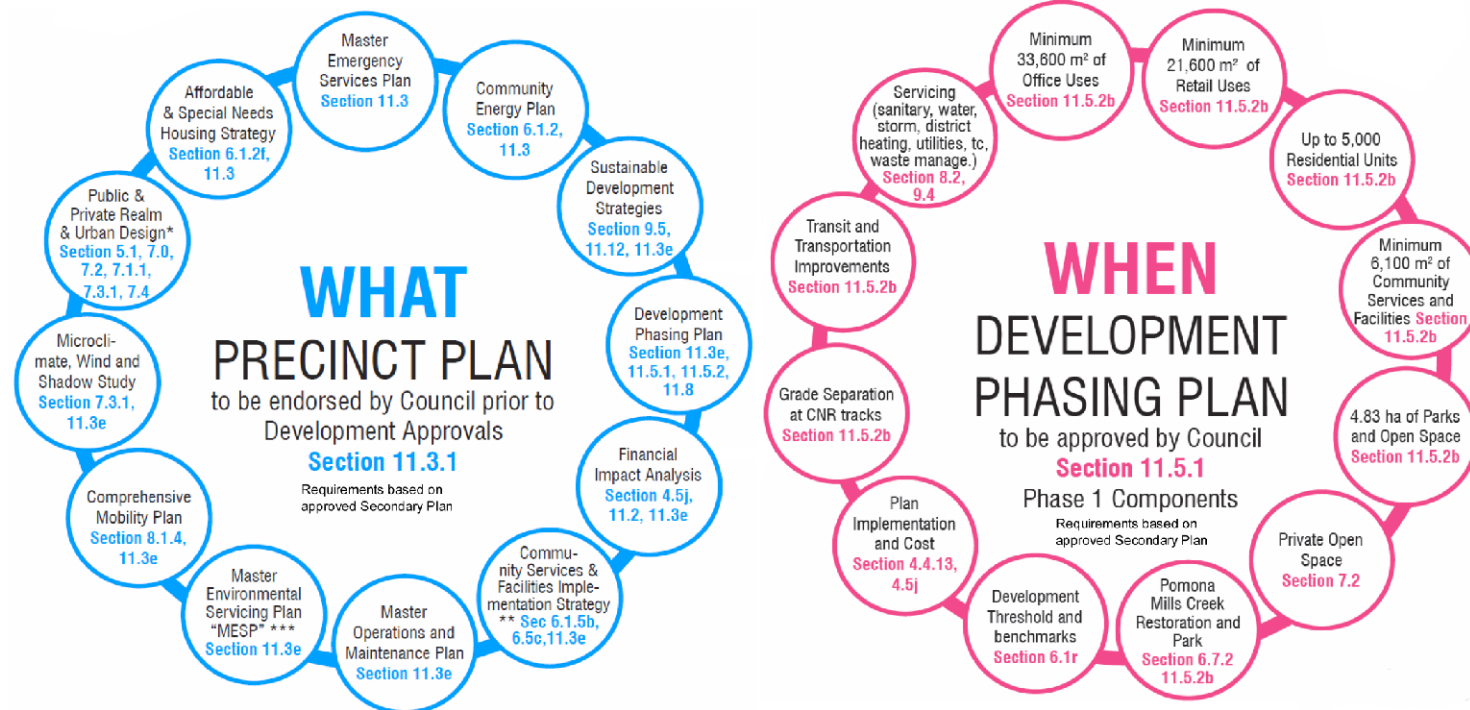 WHAT
PRECINCT PLAN
to be endorsed by Council prior to
Development Approvals
Section 11.3.1
Requirements based on
approved Secondary Plan
Master
Emergency
Services Plan
Section 11.3
Community
Energy Plan
Section 6.1.2,
11.3
Sustainable
Development
Strategies
Section 9.5,
11.12, 11.3e
Development
Phasing Plan
Section 11.3e,
11.5.1, 11.5.2,
11.8
Financial
Impact Analysis
Section 4.5j,
11.2, 11.3e
Commu-
nity Services &
Facilities Imple-
mentation Strategy
** Sec 6.1.5b,
6.5c,11.3e
Master
Operations and
Maintenance Plan
Section 11.3e
Master
Environmental
Servicing Plan
“MESP” ***
Section 11.3e
Comprehensive
Mobility Plan
Section 8.1.4,
11.3e
Microcli-
mate, Wind and
Shadow Study
Section 7.3.1,
11.3e
Public &
Private Realm
& Urban Design*
Section 5.1, 7.0,
7.2, 7.1.1,
7.3.1, 7.4
Affordable
& Special Needs
Housing Strategy
Section 6.1.2f,
11.3
WHEN
DEVELOPMENT
PHASING PLAN
to be approved by Council
Section 11.5.1
Phase 1 Components
Requirements based on
approved Secondary Plan
Minimum
33,600 m² of
Office Uses
Section 11.5.2b
Minimum
21,600 m² of
Retail Uses
Section 11.5.2b
Up to 5,000
Residential Units
Section 11.5.2b
Minimum
6,100 m² of
Community
Services and
Facilities Section
11.5.2b
4.83 ha of Parks
and Open Space
Section 11.5.2b
Private Open
Space
Section 7.2
Pomona
Mills Creek
Restoration and
Park
Section 6.7.2
11.5.2b
Development
Threshold and
benchmarks
Section 6.1r
Plan
Implementation
and Cost
Section 4.4.13,
4.5j
Grade Separation
at CNR tracks
Section 11.5.2b
Transit and
Transportation
Improvements
Section 11.5.2b
Servicing
(sanitary, water,
storm, district
heating, utilities, tc,
waste manage.)
Section 8.2,
9.4